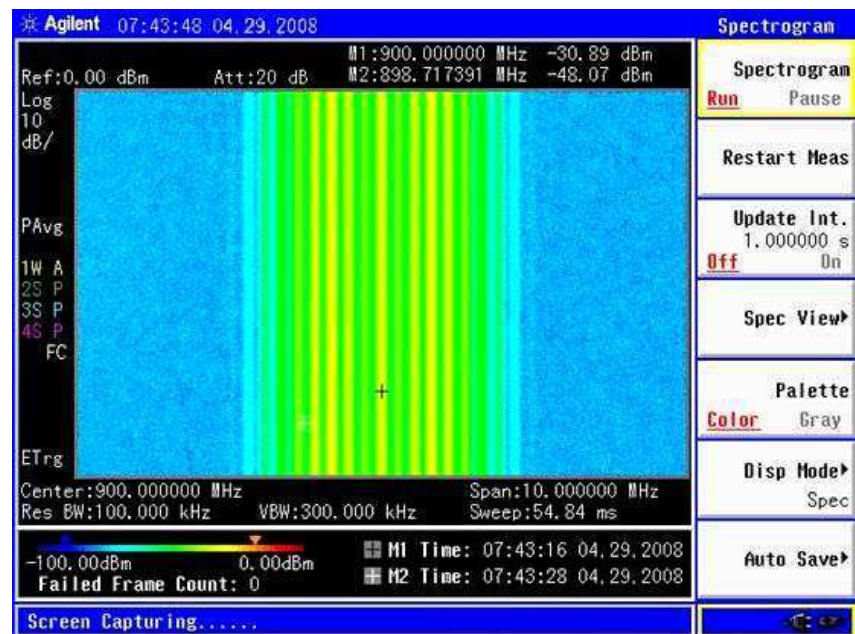 Agilent 07:43:48 04.29.2008
Spectrogram
M1:900.000000 MHz -30.89 dBm
Ref:0.00 dBm Att:20 dB M2:898.717391 MHz -48.07 dBm
Log
10
dB/
PAvg
1W A
2S P
3S P
4S P
FC
ETrg
Center:900.000000 MHz Span:10.000000 MHz
Res BW:100.000 kHz VBW:300.000 kHz Sweep:54.84 ms
-100.00dBm 0.00dBm
Failed Frame Count: 0
M1 Time: 07:43:16 04.29.2008
M2 Time: 07:43:28 04.29.2008
Screen Capturing......
Spectrogram
Run Pause
Restart Meas
Update Int.
1.000000 s
Off On
Spec View
Palette
Color Gray
Disp Mode
Spec
Auto Save